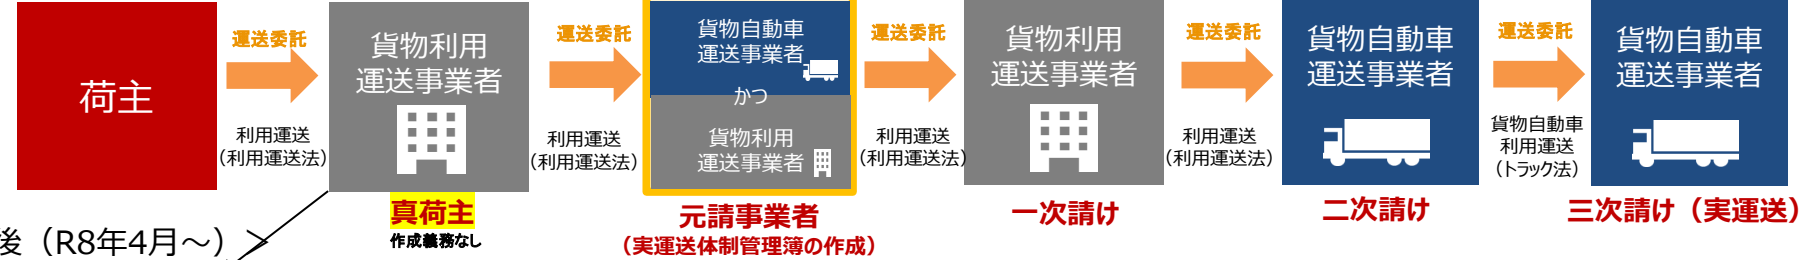 荷主
運送委託
利用運送
（利用運送法）
貨物利用
運送事業者
真荷主
作成義務なし
運送委託
利用運送
（利用運送法）
貨物自動車
運送事業者
かつ
貨物利用
運送事業者
元請事業者
（実運送体制管理簿の作成）
運送委託
利用運送
（利用運送法）
貨物利用
運送事業者
一次請け
運送委託
利用運送
（利用運送法）
貨物自動車
運送事業者
二次請け
運送委託
貨物自動車
利用運送
（トラック法）
貨物自動車
運送事業者
三次請け（実運送）
後（R8年4月～）